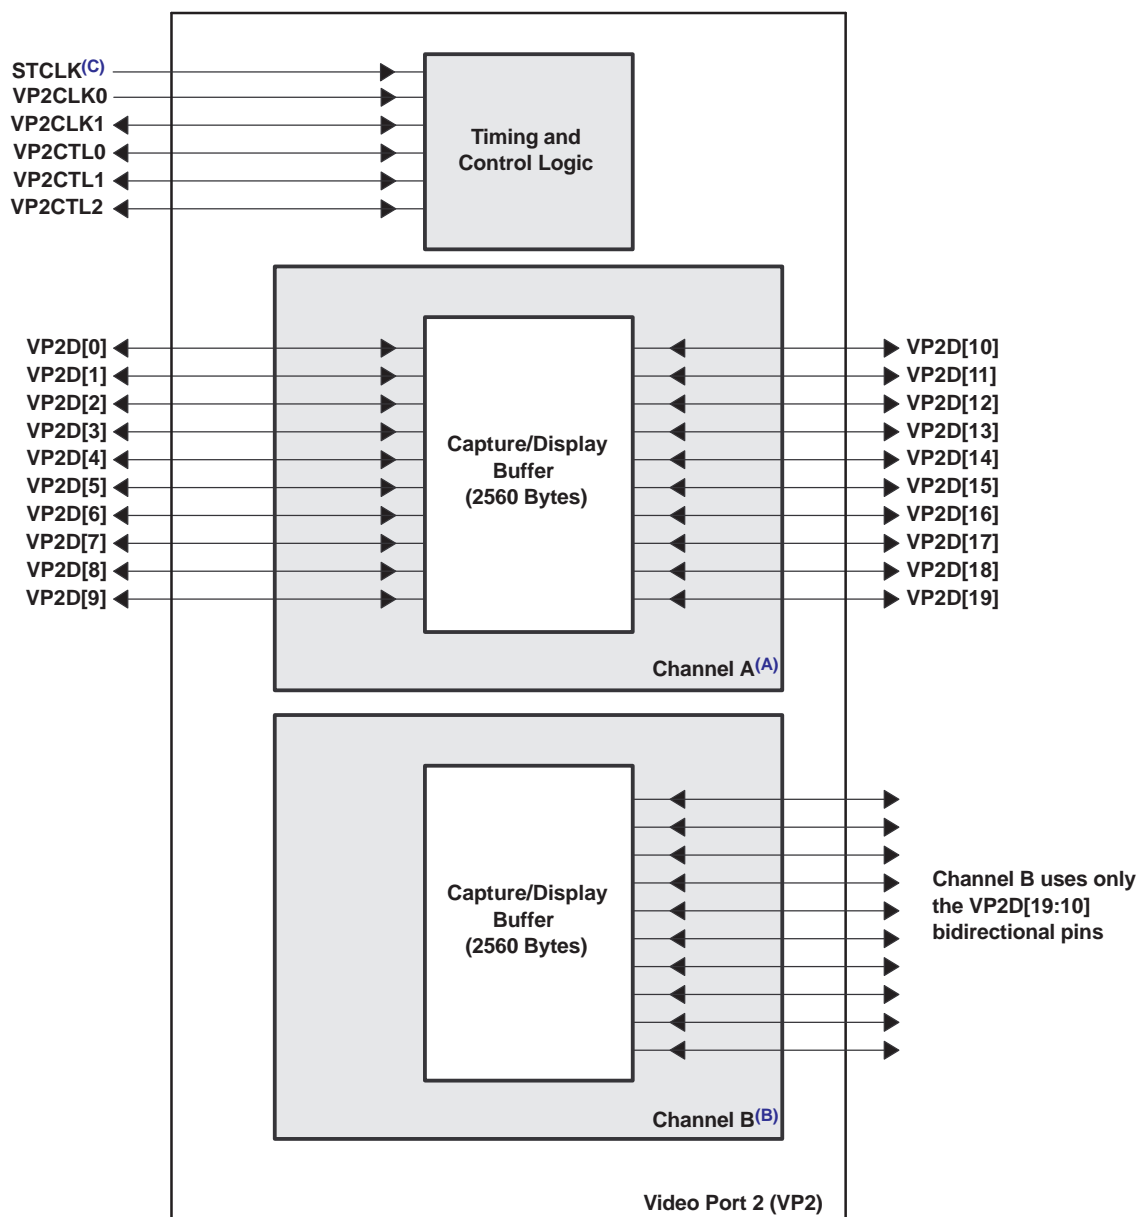 STCLK(C)
VP2CLK0
VP2CLK1
VP2CTL0
VP2CTL1
VP2CTL2
Timing and
Control Logic
VP2D[0]
VP2D[1]
VP2D[2]
VP2D[3]
VP2D[4]
VP2D[5]
VP2D[6]
VP2D[7]
VP2D[8]
VP2D[9]
Capture/Display
Buffer
(2560 Bytes)
VP2D[10]
VP2D[11]
VP2D[12]
VP2D[13]
VP2D[14]
VP2D[15]
VP2D[16]
VP2D[17]
VP2D[18]
VP2D[19]
Channel A(A)
Capture/Display
Buffer
(2560 Bytes)
Channel B uses only
the VP2D[19:10]
bidirectional pins
Channel B(B)
Video Port 2 (VP2)